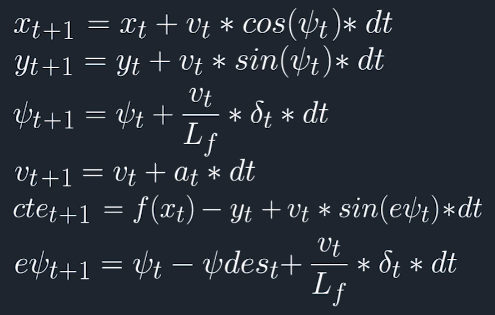 x_{t+1} = x_t + v_t * cos(ψ_t) * dt
y_{t+1} = y_t + v_t * sin(ψ_t) * dt
ψ_{t+1} = ψ_t + \frac{v_t}{L_f} * δ_t * dt
v_{t+1} = v_t + a_t * dt
cte_{t+1} = f(x_t) − y_t + v_t * sin(eψ_t) * dt
eψ_{t+1} = ψ_t − ψdes_t + \frac{v_t}{L_f} * δ_t * dt